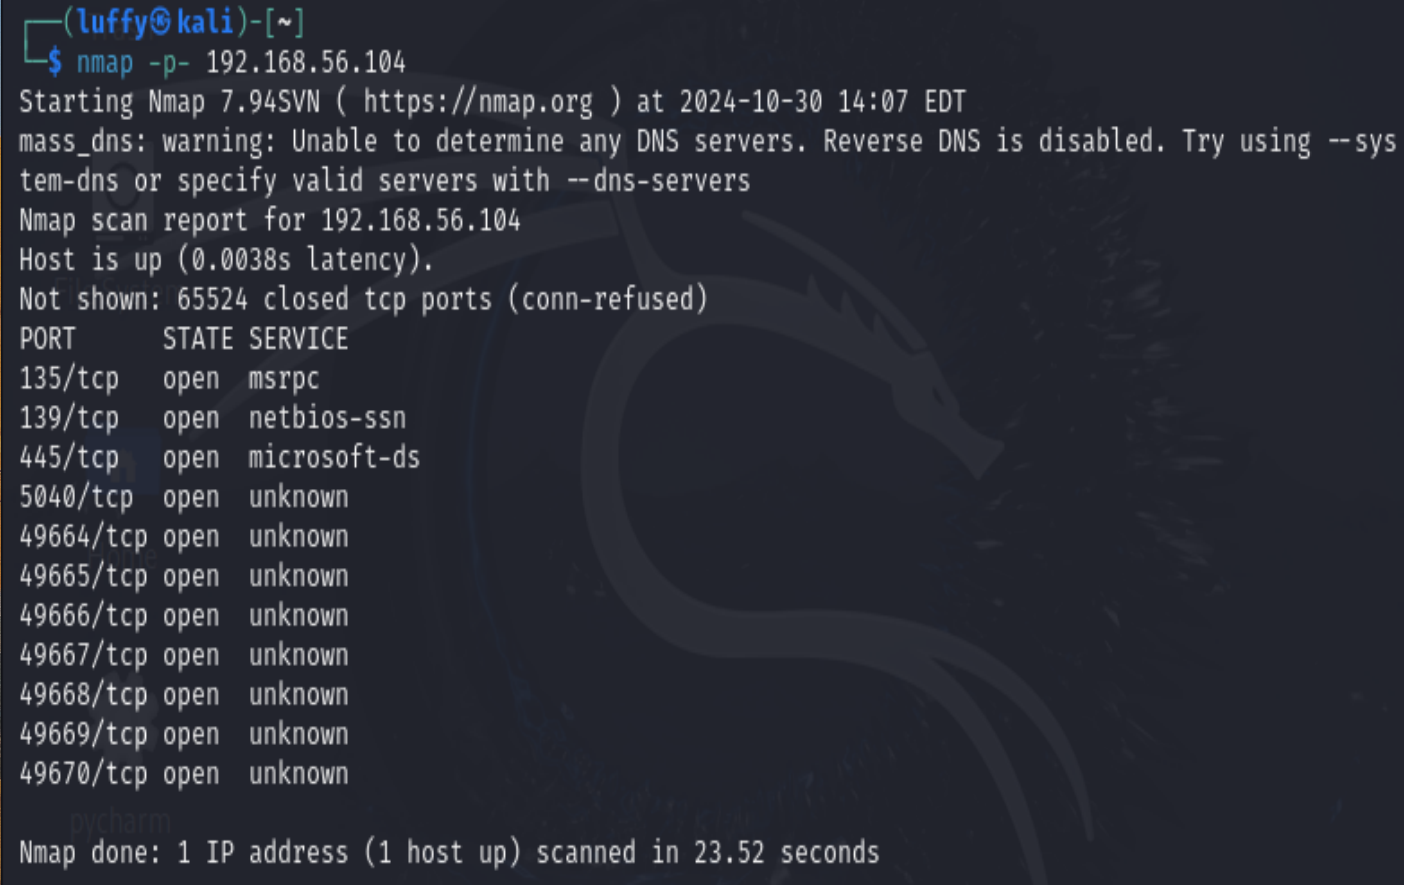 ┌──(luffy㉿kali)-[~]
└─$ nmap -p- 192.168.56.104
Starting Nmap 7.94SVN ( https://nmap.org ) at 2024-10-30 14:07 EDT
mass_dns: warning: Unable to determine any DNS servers. Reverse DNS is disabled. Try using --sys
tem-dns or specify valid servers with --dns-servers
Nmap scan report for 192.168.56.104
Host is up (0.0038s latency).
Not shown: 65524 closed tcp ports (conn-refused)
PORT      STATE SERVICE
135/tcp   open  msrpc
139/tcp   open  netbios-ssn
445/tcp   open  microsoft-ds
5040/tcp  open  unknown
49664/tcp open  unknown
49665/tcp open  unknown
Home
49666/tcp open  unknown
49667/tcp open  unknown
49668/tcp open  unknown
49669/tcp open  unknown
49670/tcp open  unknown
pycharm
Nmap done: 1 IP address (1 host up) scanned in 23.52 seconds